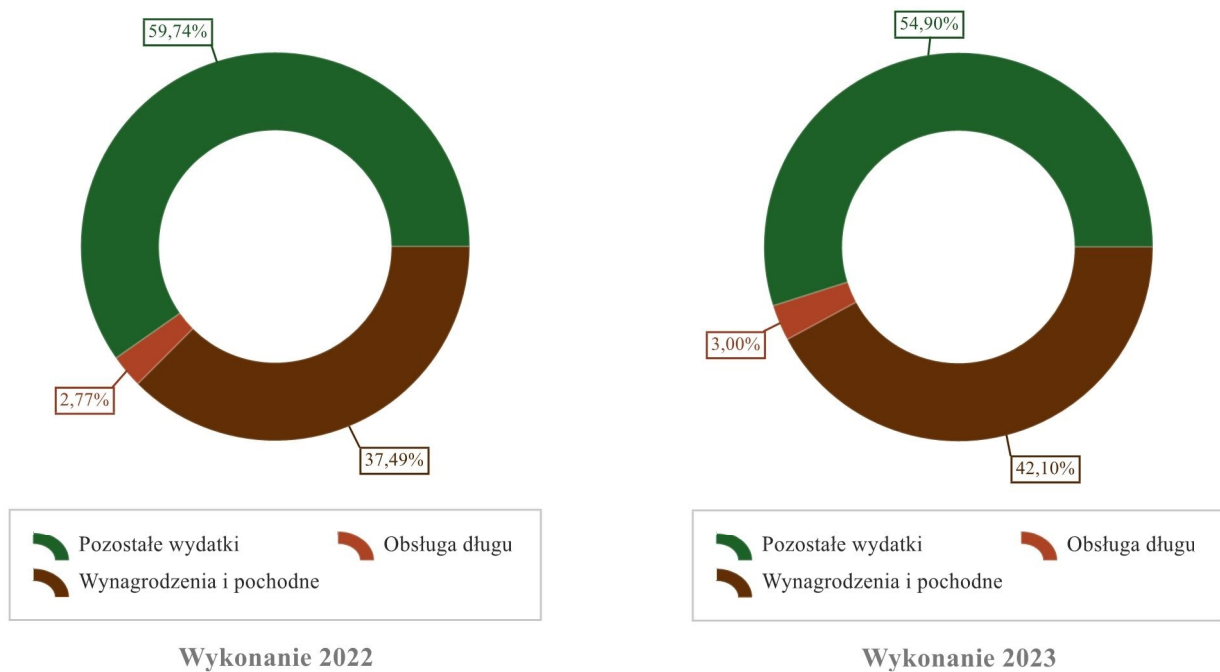 59,74%
2,77%
37,49%
Pozostałe wydatki
Obsługa długu
Wynagrodzenia i pochodne
Wykonanie 2022
54,90%
3,00%
42,10%
Pozostałe wydatki
Obsługa długu
Wynagrodzenia i pochodne
Wykonanie 2023